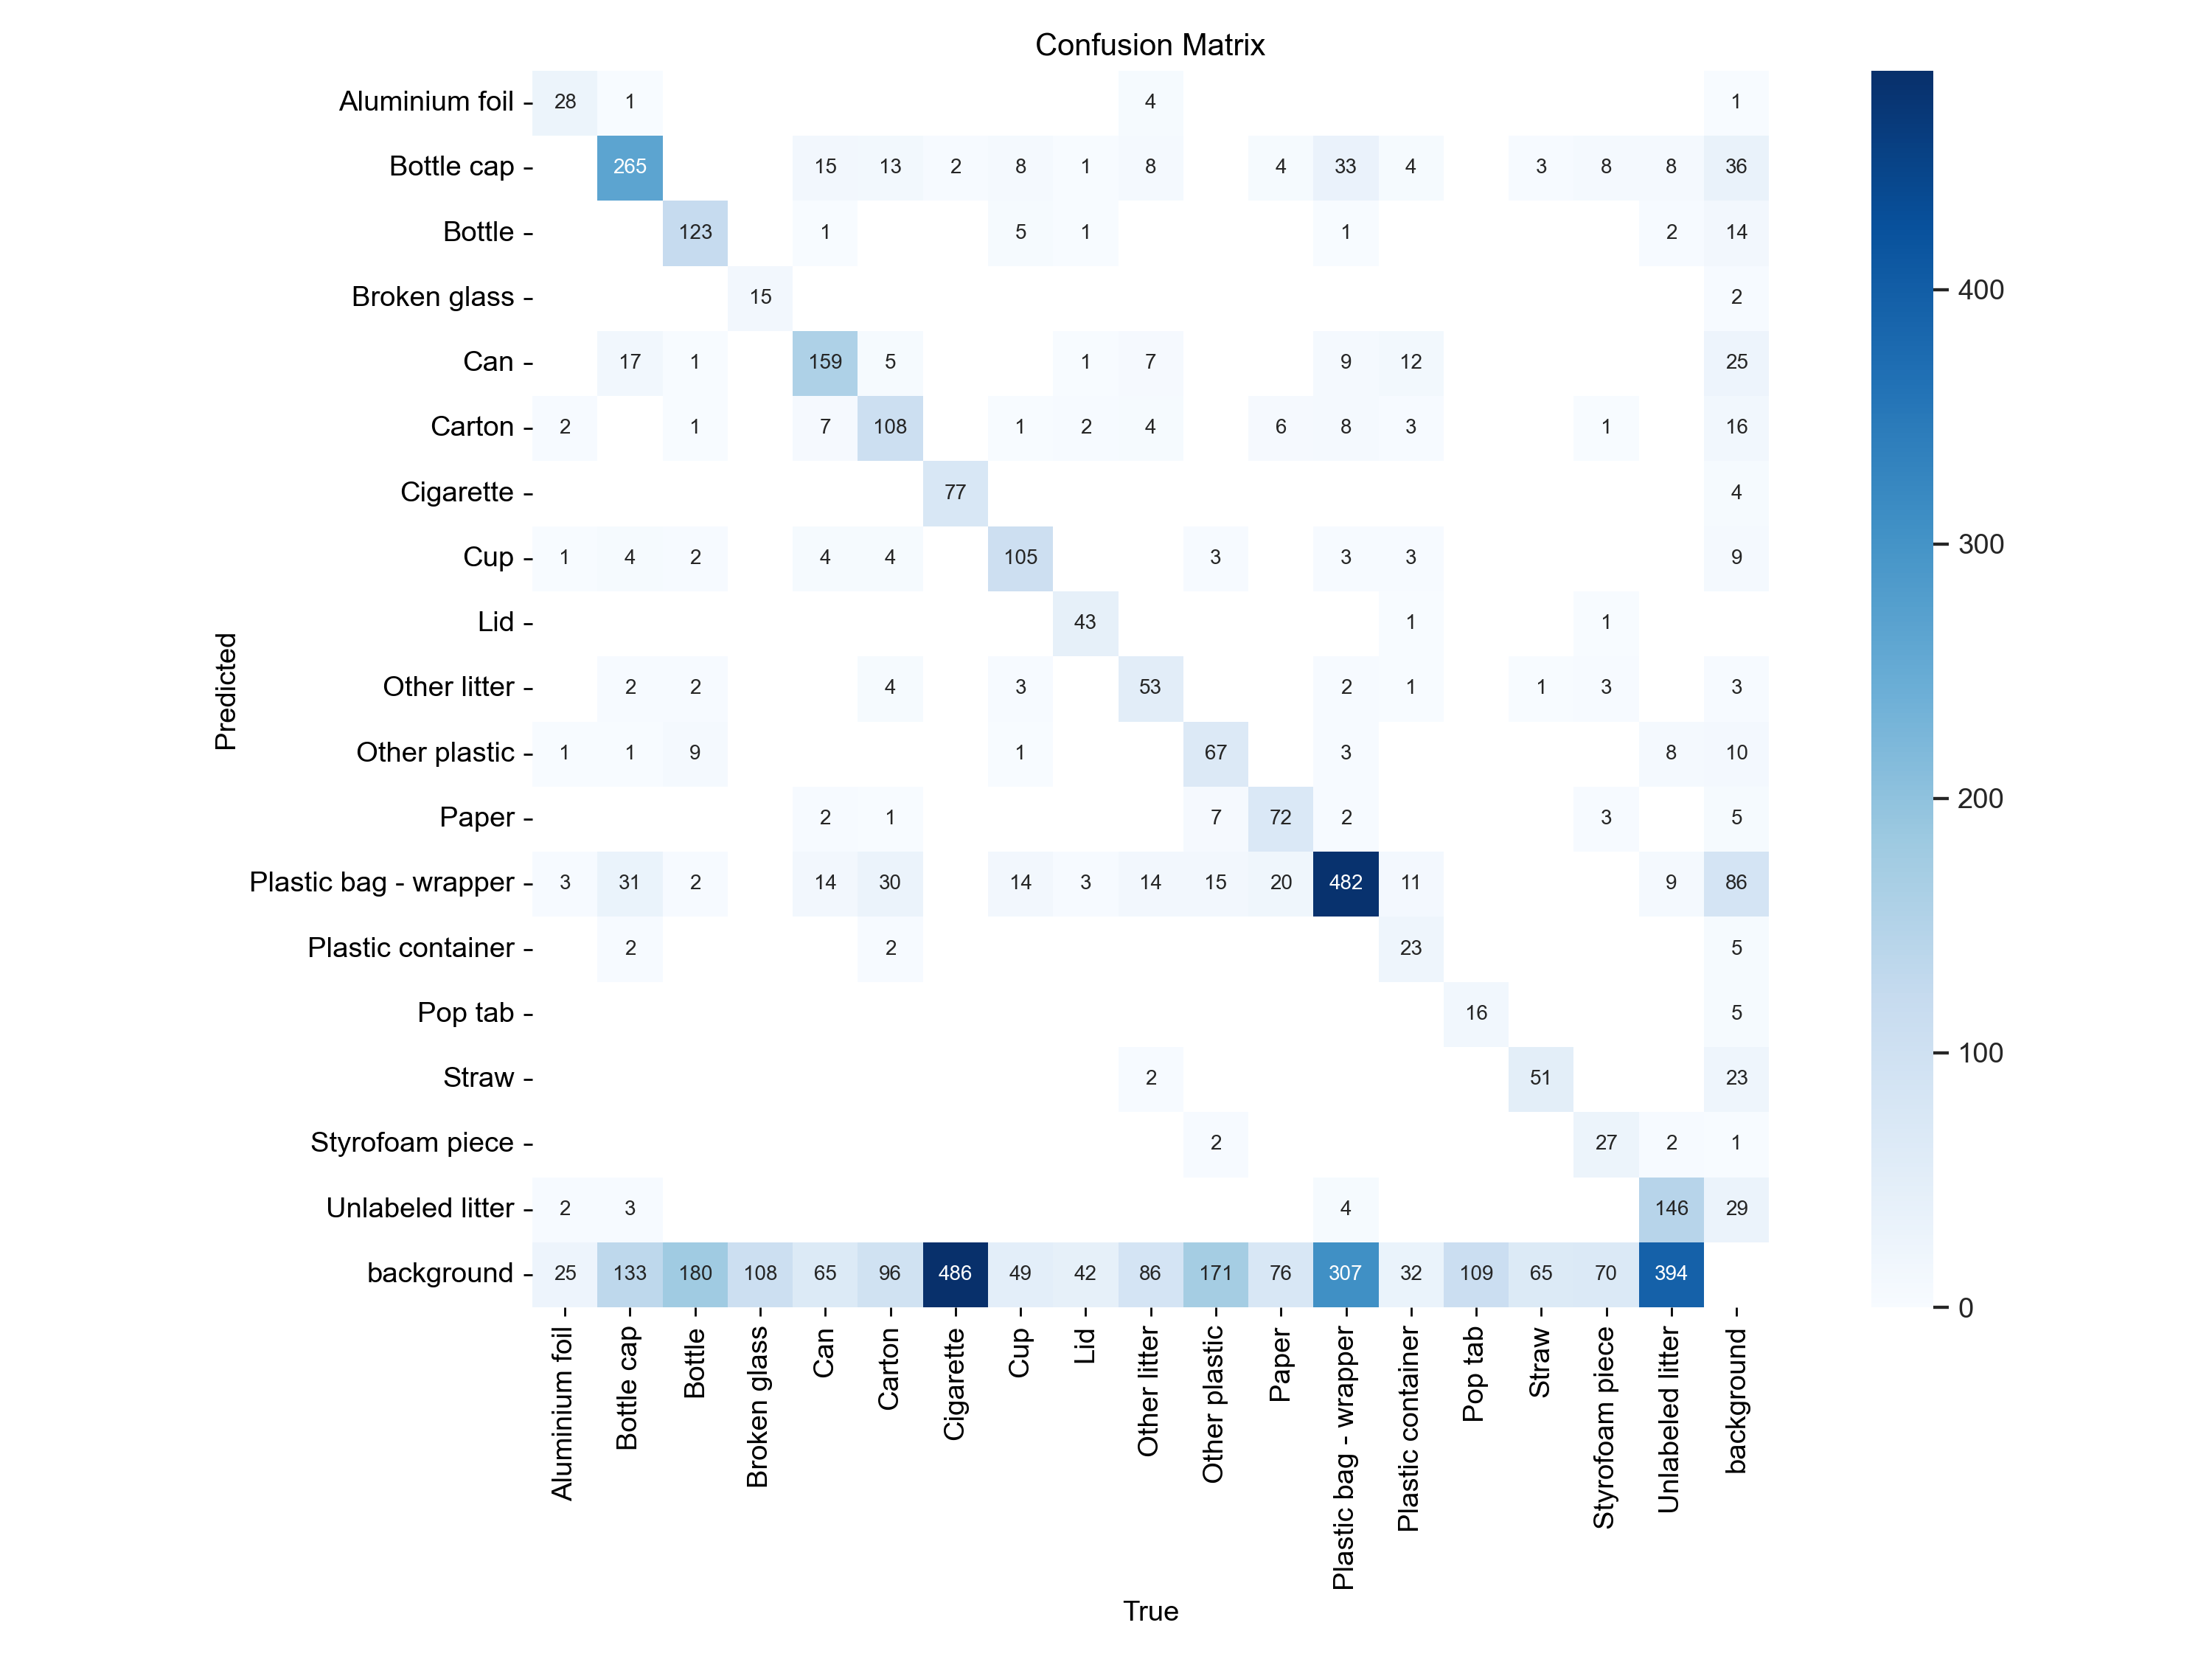 Confusion Matrix
Aluminium foil 28 1 4 1
Bottle cap 265 15 13 2 8 1 8 4 33 4 3 8 8 36
Bottle 123 1 5 1 1 2 14
Broken glass 15 2
400
Can 17 1 159 5 1 7 9 12 25
Carton 2 1 7 108 1 2 4 6 8 3 1 16
Cigarette 77 4
Cup 1 4 2 4 4 105 3 3 3 9
300
Lid 43 1 1
Other litter 2 2 4 3 53 2 1 1 3 3
Predicted
Other plastic 1 1 9 1 67 3 8 10
Paper 2 1 7 72 2 3 5
200
Plastic bag - wrapper 3 31 2 14 30 14 3 14 15 20 482 11 9 86
Plastic container 2 2 23 5
Pop tab 16 5
100
Straw 2 51 23
Styrofoam piece 2 27 2 1
Unlabeled litter 2 3 4 146 29
background 25 133 180 108 65 96 486 49 42 86 171 76 307 32 109 65 70 394
0
Aluminium foil
Bottle cap
Bottle
Broken glass
Can
Carton
Cigarette
Cup
Lid
Other litter
Other plastic
Paper
Plastic bag - wrapper
Plastic container
Pop tab
Straw
Styrofoam piece
Unlabeled litter
background
True